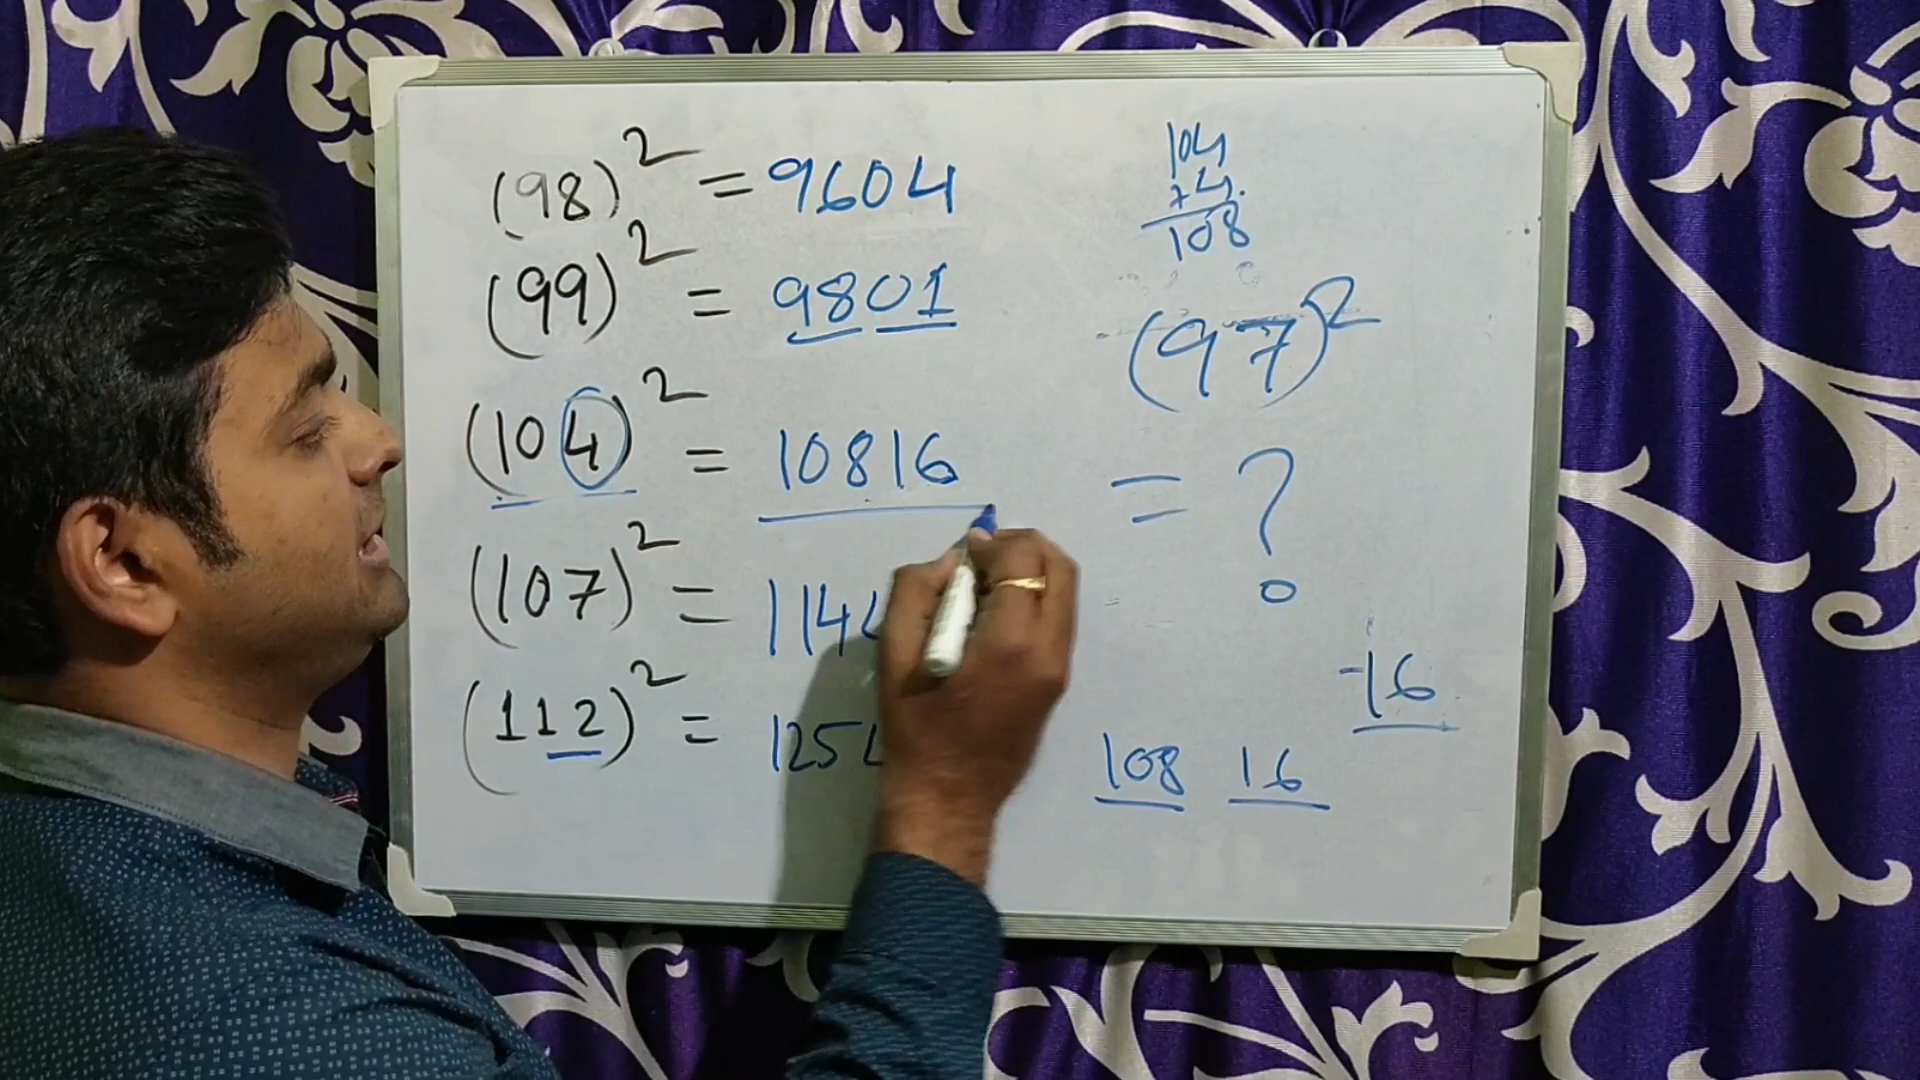 (98)² = 9604
(99)² = 9801
(104)² = 10816
(107)² = 114
(112)² = 125
104
+4
108
(97)²
= ?
16
108 16